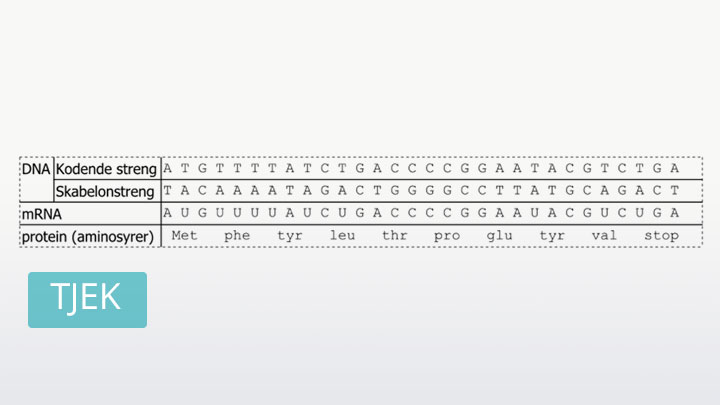 DNA Kodende streng A T G T T T T A T C T G A C C C C G G A A T A C G T C T G A
Skabelonstreng T A C A A A A T A G A C T G G G G C C T T A T G C A G A C T
mRNA A U G U U U U A U C U G A C C C C G G A A U A C G U C U G A
protein (aminosyrer) Met phe tyr leu thr pro glu tyr val stop
TJEK